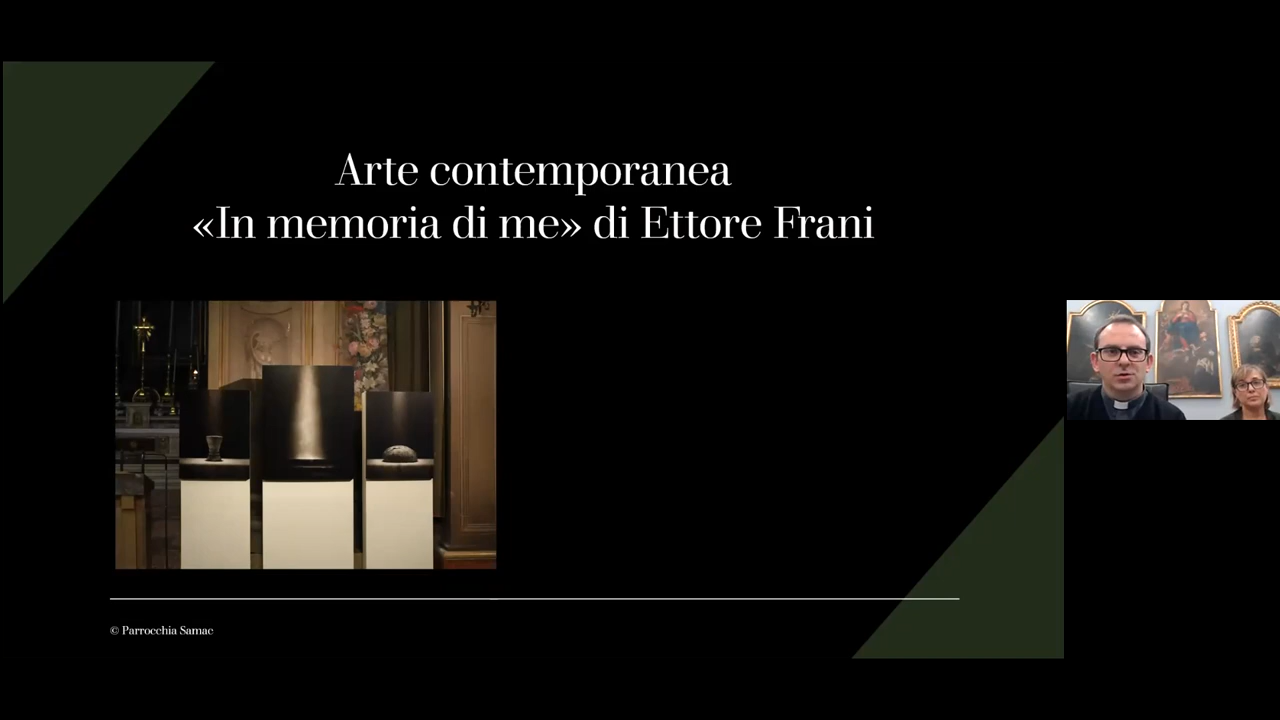 Arte contemporanea
«In memoria di me» di Ettore Frani
© Parrocchia Samac